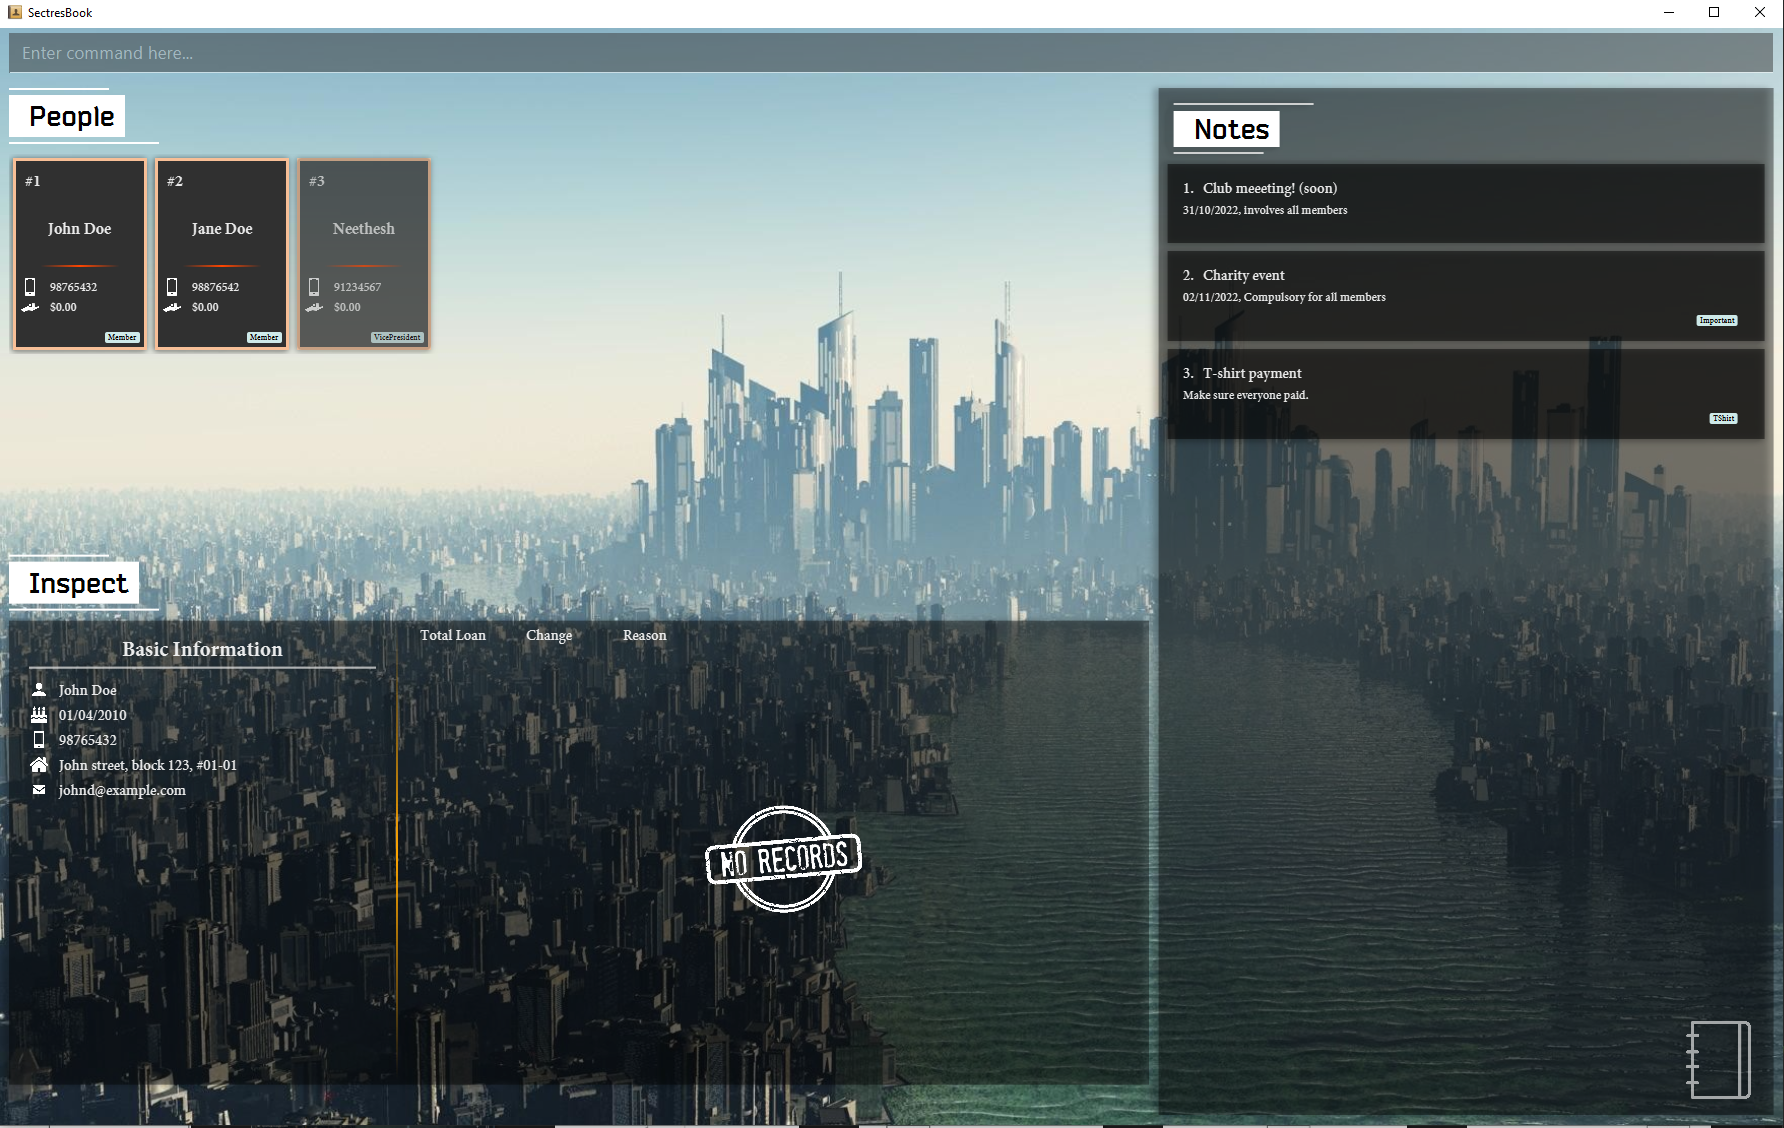 SectresBook
Enter command here...
People
#1
John Doe
98765432
$0.00
Member
#2
Jane Doe
98876542
$0.00
Member
#3
Neethesh
91234567
$0.00
VicePresident
Inspect
Basic Information
John Doe
01/04/2010
98765432
John street, block 123, #01-01
johnd@example.com
Total Loan Change Reason
NO RECORDS
Notes
1. Club meeeting! (soon)
31/10/2022, involves all members
2. Charity event
02/11/2022, Compulsory for all members
Important
3. T-shirt payment
Make sure everyone paid.
TShirt